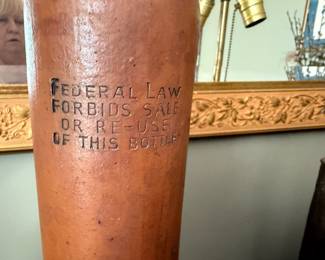 FEDERAL LAW
FORBIDS SALE
OR RE-USE
OF THIS BOTTLE